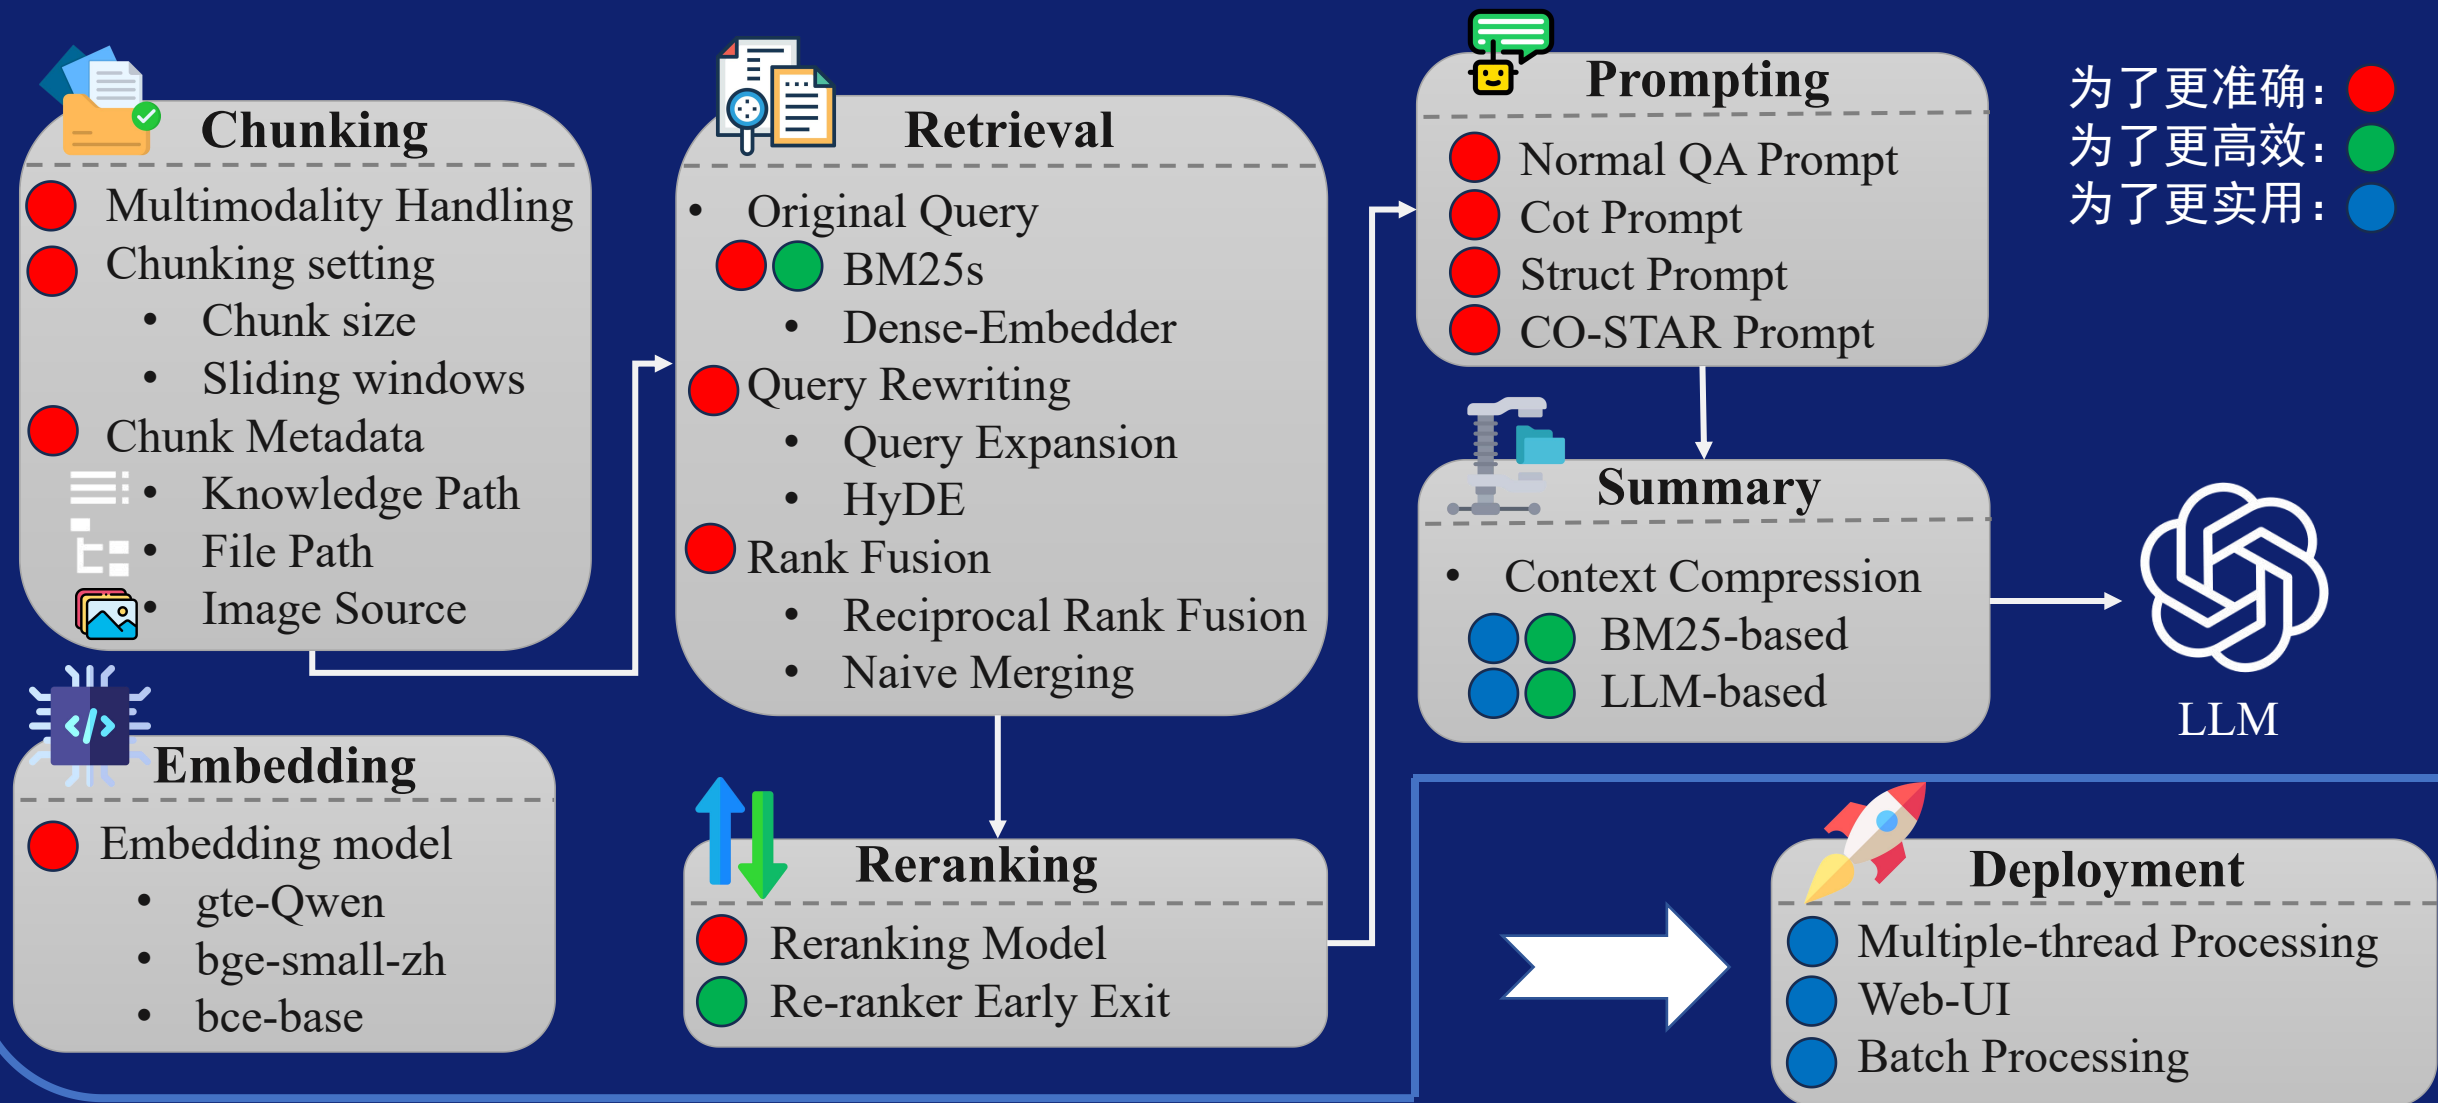 Chunking
Multimodality Handling
Chunking setting
• Chunk size
• Sliding windows
Chunk Metadata
• Knowledge Path
• File Path
• Image Source
Embedding
Embedding model
• gte-Qwen
• bge-small-zh
• bce-base
Retrieval
• Original Query
BM25s
• Dense-Embedder
Query Rewriting
• Query Expansion
• HyDE
Rank Fusion
• Reciprocal Rank Fusion
• Naive Merging
Reranking
Reranking Model
Re-ranker Early Exit
Prompting
Normal QA Prompt
Cot Prompt
Struct Prompt
CO-STAR Prompt
Summary
• Context Compression
BM25-based
LLM-based
为了更准确:
为了更高效:
为了更实用:
LLM
Deployment
Multiple-thread Processing
Web-UI
Batch Processing